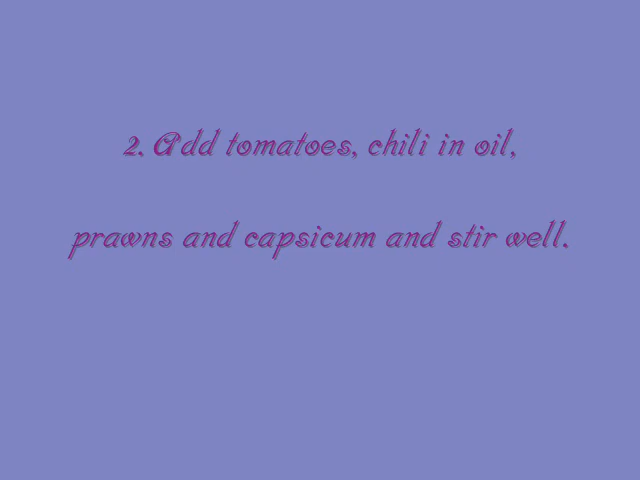 2. Add tomatoes, chili in oil,
prawns and capsicum and stir well.